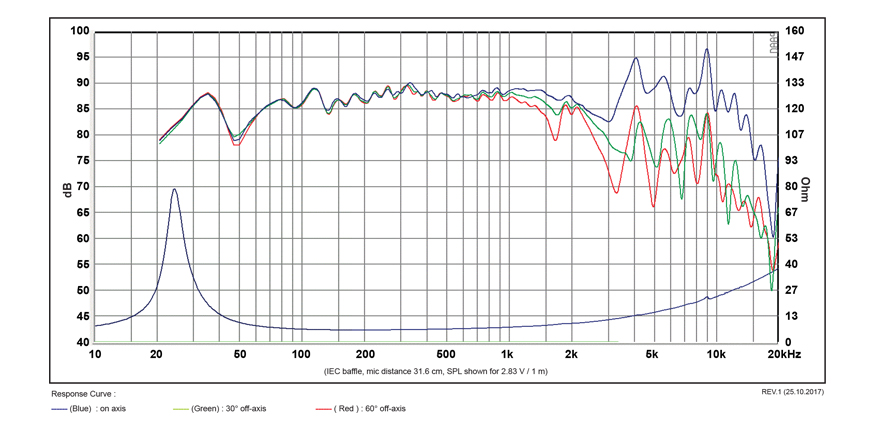 100 160
95 147
90 133
85 120
80 107
75 93
70 80
65 67
60 53
55 40
50 27
45 13
40 0
dB
Ohm
10 20 50 100 200 500 1k 2k 5k 10k 20kHz
(IEC baffle, mic distance 31.6 cm, SPL shown for 2.83 V / 1 m)
Response Curve :
REV.1 (25.10.2017)
(Blue) : on axis (Green) : 30° off-axis ( Red ) : 60° off-axis